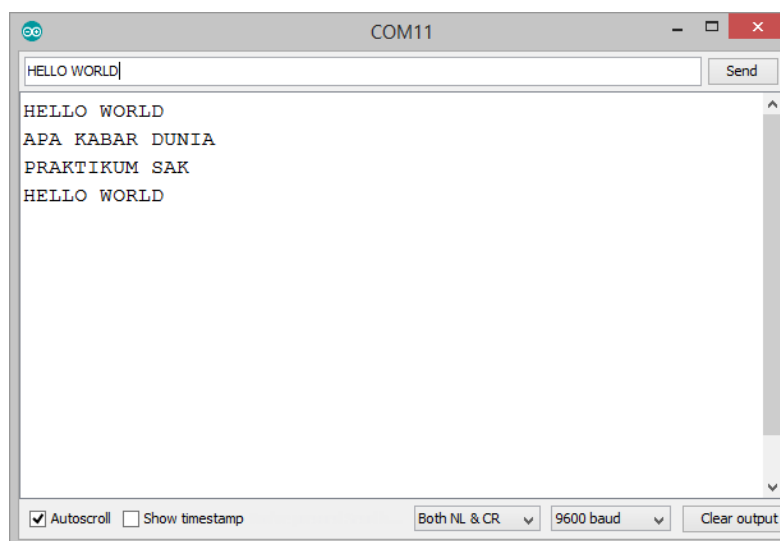 COM11
HELLO WORLD
Send
HELLO WORLD
APA KABAR DUNIA
PRAKTIKUM SAK
HELLO WORLD
Autoscroll Show timestamp Both NL & CR 9600 baud Clear output